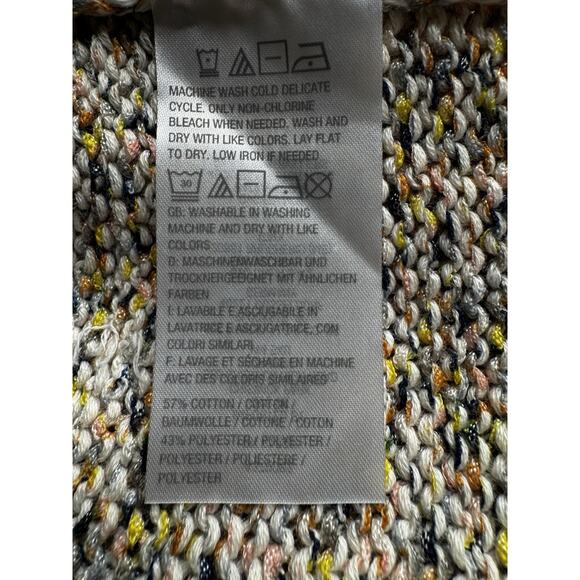 MACHINE WASH COLD DELICATE
CYCLE. ONLY NON-CHLORINE
BLEACH WHEN NEEDED. WASH AND
DRY WITH LIKE COLORS. LAY FLAT
TO DRY. LOW IRON IF NEEDED
30
GB: WASHABLE IN WASHING
MACHINE AND DRY WITH LIKE
COLORS
D: MASCHINENWASCHBAR UND
TROCKNERGEEIGNET MIT ÄHNLICHEN
FARBEN
I: LAVABILE E ASCIUGABILE IN
LAVATRICE E ASCIUGATRICE, CON
COLORI SIMILARI
F: LAVAGE ET SÉCHAGE EN MACHINE
AVEC DES COLORIS SIMILAIRES
57% COTTON / COTTON /
BAUMWOLLE / COTONE / COTON
43% POLYESTER / POLYESTER /
POLYESTER / POLIESTERE /
POLYESTER